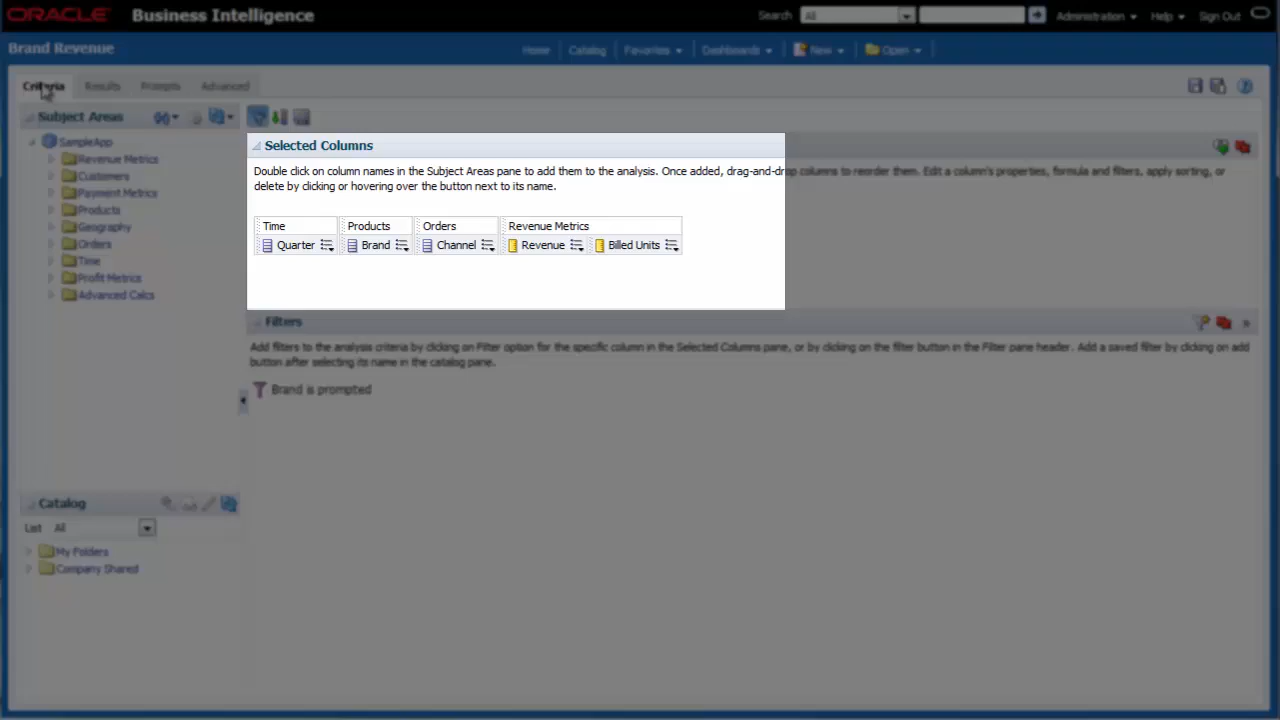 ORACLE Business Intelligence Search All Administration Help Sign Out
Brand Revenue Home Catalog Favorites Dashboards New Open
Criteria Results Prompts Advanced
Subject Areas
SampleApp
Revenue Metrics
Customers
Payment Metrics
Products
Geography
Orders
Time
Profit Metrics
Advanced Calcs
Selected Columns
Double click on column names in the Subject Areas pane to add them to the analysis. Once added, drag-and-drop columns to reorder them. Edit a column's properties, formula and filters, apply sorting, or
delete by clicking or hovering over the button next to its name.
Time Products Orders Revenue Metrics
Quarter Brand Channel Revenue Billed Units
Filters
Add filters to the analysis criteria by clicking on Filter option for the specific column in the Selected Columns pane, or by clicking on the filter button in the Filter pane header. Add a saved filter by clicking on add
button after selecting its name in the catalog pane.
Brand is prompted
Catalog
List All
My Folders
Company Shared